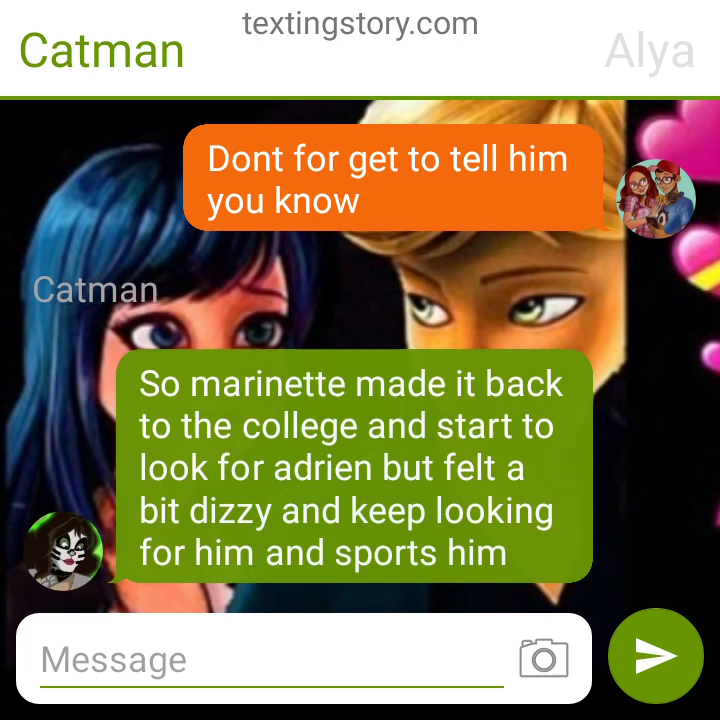 textingstory.com
Catman
Alya
Dont for get to tell him
you know
Catman
So marinette made it back
to the college and start to
look for adrien but felt a
bit dizzy and keep looking
for him and sports him
Message